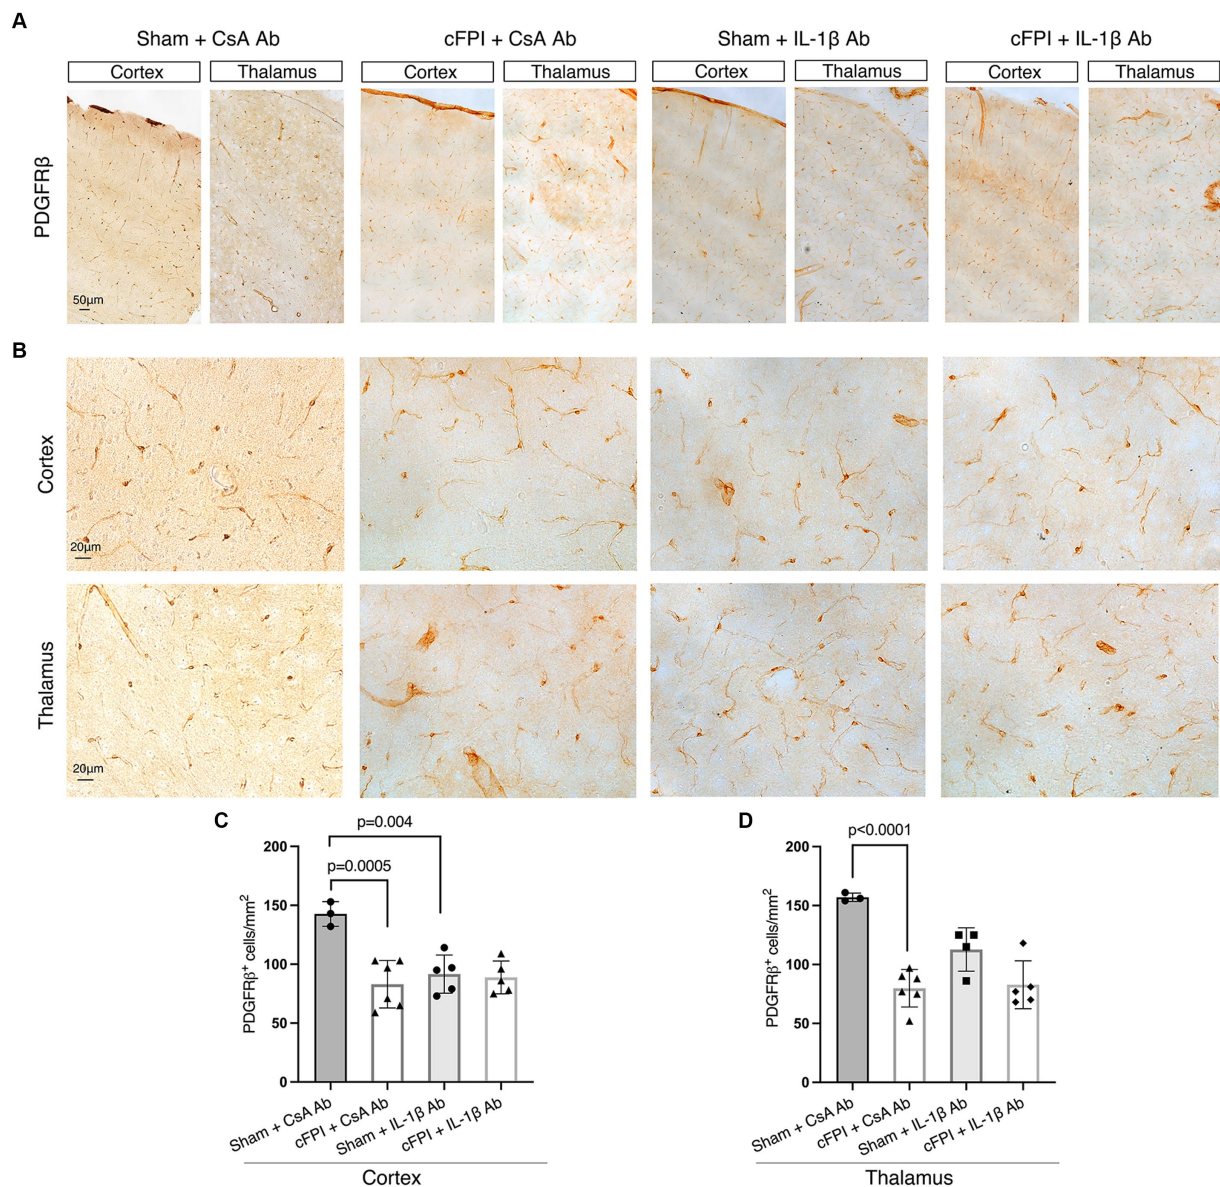 A
Sham + CsA Ab
cFPI + CsA Ab
Sham + IL-1β Ab
cFPI + IL-1β Ab
Cortex
Thalamus
Cortex
Thalamus
Cortex
Thalamus
Cortex
Thalamus
PDGFRβ
50μm
B
Cortex
20μm
Thalamus
20μm
C
p=0.004
p=0.0005
PDGFRβ⁺ cells/mm²
200
150
100
50
0
Sham + CsA Ab
cFPI + CsA Ab
Sham + IL-1β Ab
cFPI + IL-1β Ab
Cortex
D
p<0.0001
PDGFRβ⁺ cells/mm²
200
150
100
50
0
Sham + CsA Ab
cFPI + CsA Ab
Sham + IL-1β Ab
cFPI + IL-1β Ab
Thalamus